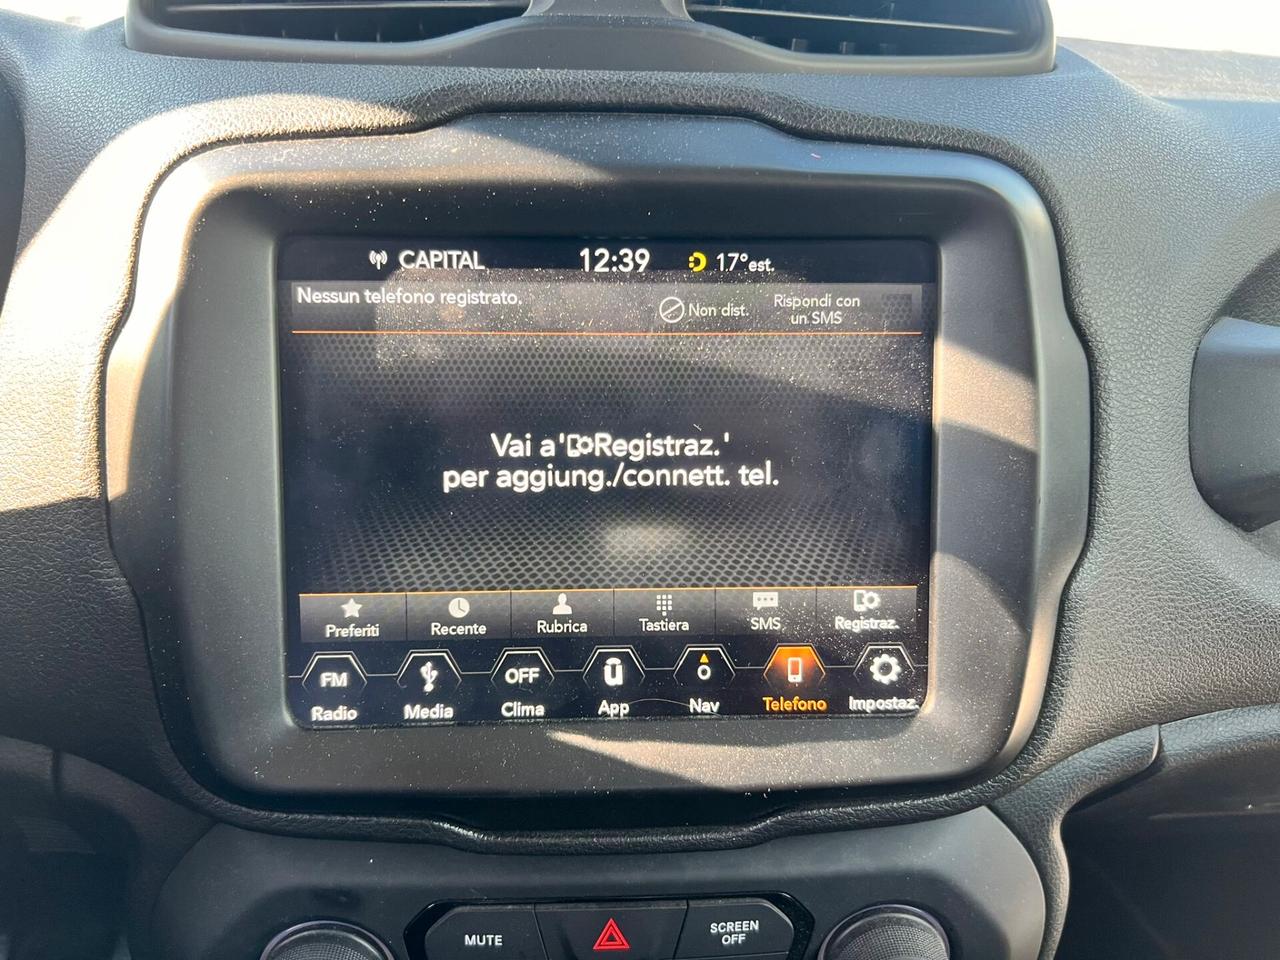 CAPITAL 12:39 17° est.
Nessun telefono registrato. Non dist. Rispondi con
un SMS
Vai a 'Registraz.'
per aggiung./connett. tel.
Preferiti Recente Rubrica Tastiera SMS Registraz.
FM OFF
Radio Media Clima App Nav Telefono Impostaz.
MUTE SCREEN
OFF